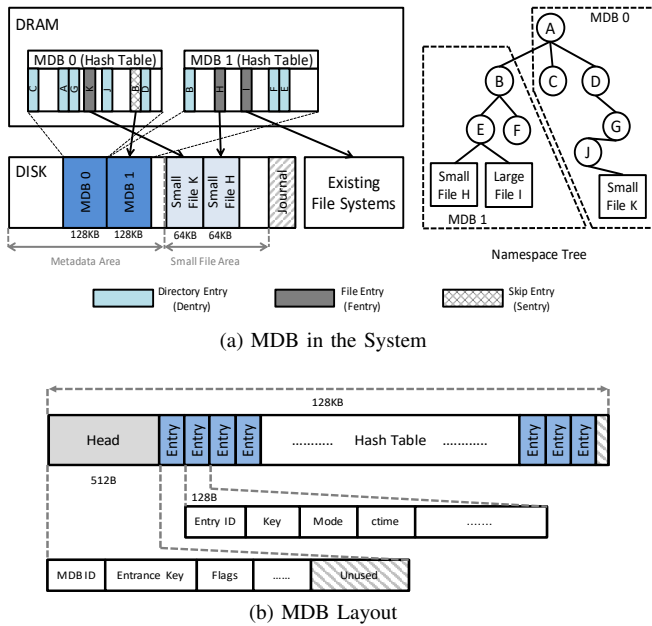 DRAM
MDB 0 (Hash Table)
C
A
G
K
J
B
D
MDB 1 (Hash Table)
B
H
I
F
E
DISK
MDB 0
MDB 1
Small
File K
Small
File H
Journal
Existing
File Systems
128KB
128KB
64KB
64KB
Metadata Area
Small File Area
MDB 0
A
B
C
D
E
F
G
J
Small
File H
Large
File I
Small
File K
MDB 1
Namespace Tree
Directory Entry
(Dentry)
File Entry
(Fentry)
Skip Entry
(Sentry)
(a) MDB in the System
128KB
Head
Entry
Entry
Entry
Entry
........... Hash Table ...........
Entry
Entry
Entry
512B
128B
Entry ID
Key
Mode
ctime
.......
MDB ID
Entrance Key
Flags
......
Unused
(b) MDB Layout